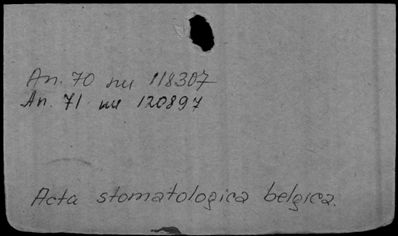 An. 70 nu 118307
An. 71 nu 120897
Acta stomatologica belgica.